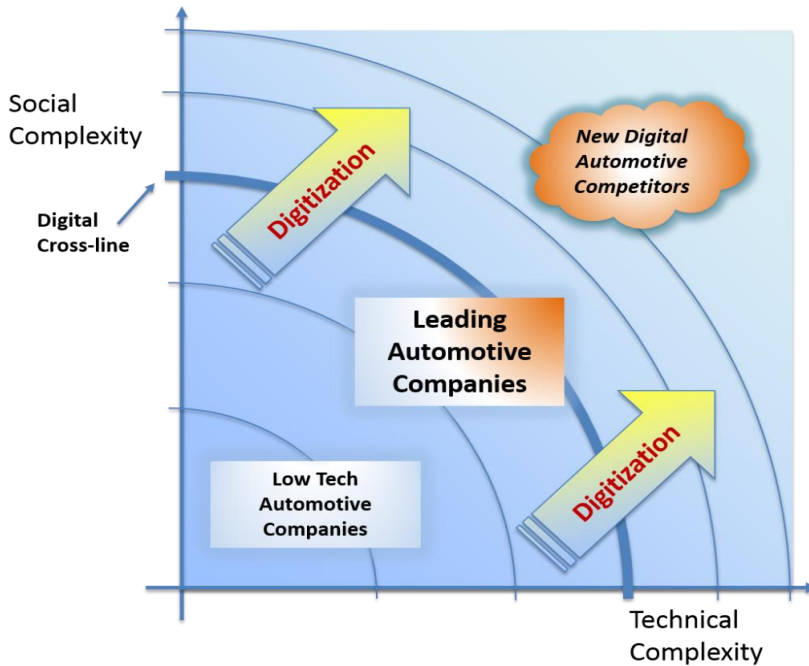 Social
Complexity
Digitization
New Digital
Automotive
Competitors
Digital
Cross-line
Leading
Automotive
Companies
Digitization
Low Tech
Automotive
Companies
Technical
Complexity